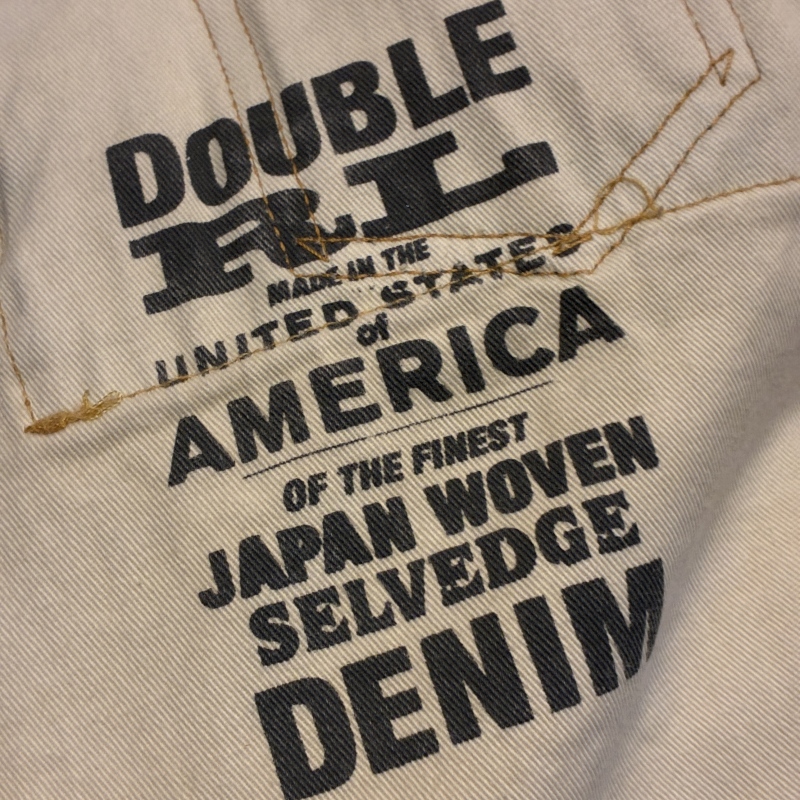 DOUBLE
RL
MADE IN THE
UNITED STATES
of
AMERICA
OF THE FINEST
JAPAN WOVEN
SELVEDGE
DENIM